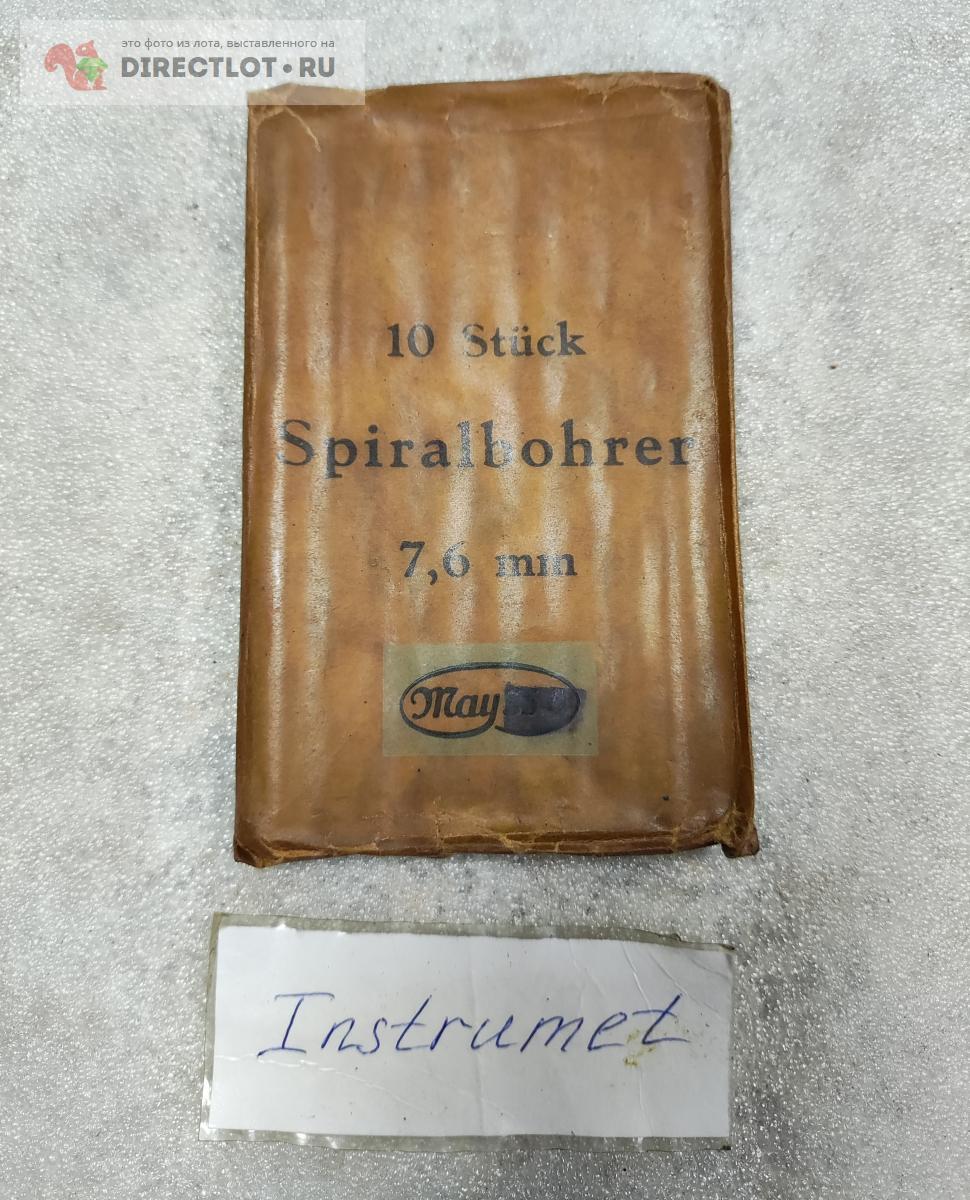 это фото из лота, выставленного на
DIRECTLOT•RU
10 Stück
Spiralbohrer
7,6 mm
Instrumet